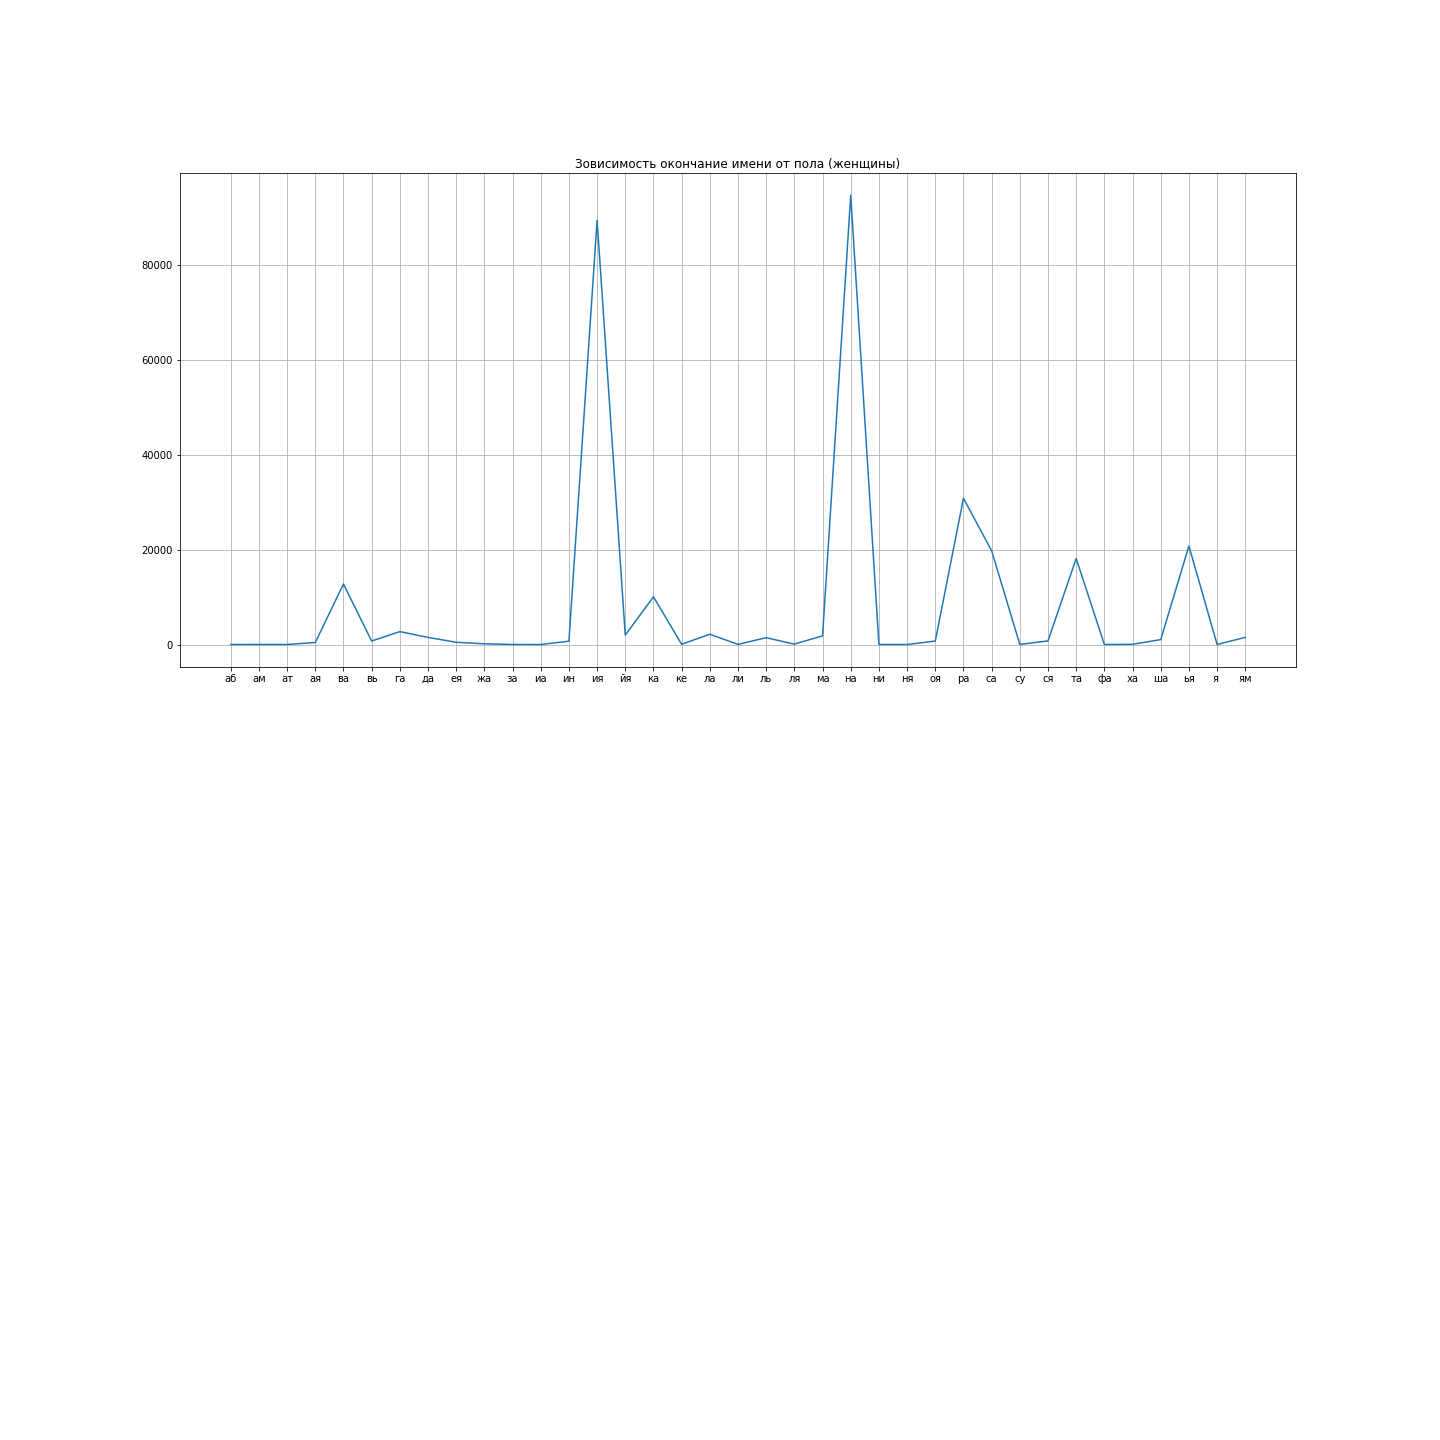 Зовисимость окончание имени от пола (женщины)
80000
60000
40000
20000
0
аб ам ат ая ва вь га да ея жа за иа ин ия йя ка ке ла ли ль ля ма на ни ня оя ра са су ся та фа ха ша ья я ям